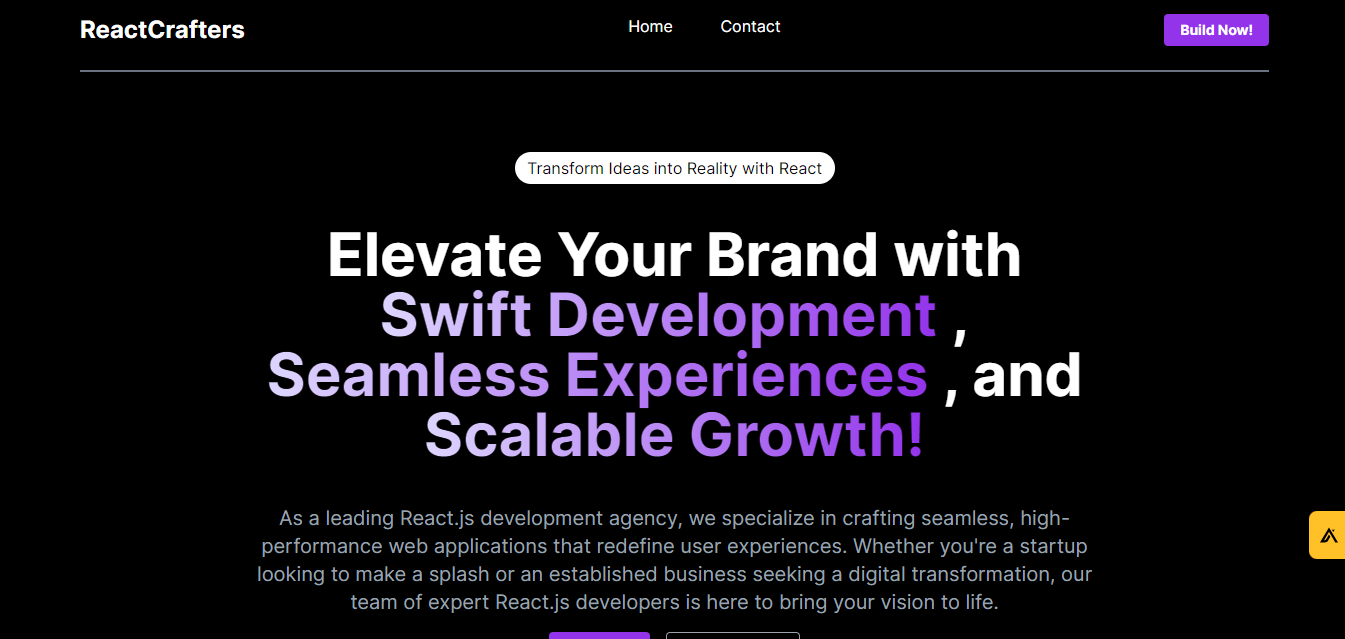 ReactCrafters
Home
Contact
Build Now!
Transform Ideas into Reality with React
Elevate Your Brand with
Swift Development ,
Seamless Experiences , and
Scalable Growth!
As a leading React.js development agency, we specialize in crafting seamless, high-
performance web applications that redefine user experiences. Whether you're a startup
looking to make a splash or an established business seeking a digital transformation, our
team of expert React.js developers is here to bring your vision to life.